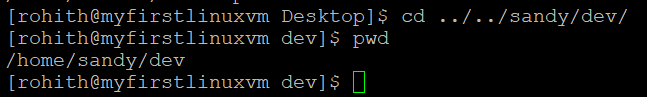 [rohith@myfirstlinuxvm Desktop]$ cd ../../sandy/dev/
[rohith@myfirstlinuxvm dev]$ pwd
/home/sandy/dev
[rohith@myfirstlinuxvm dev]$